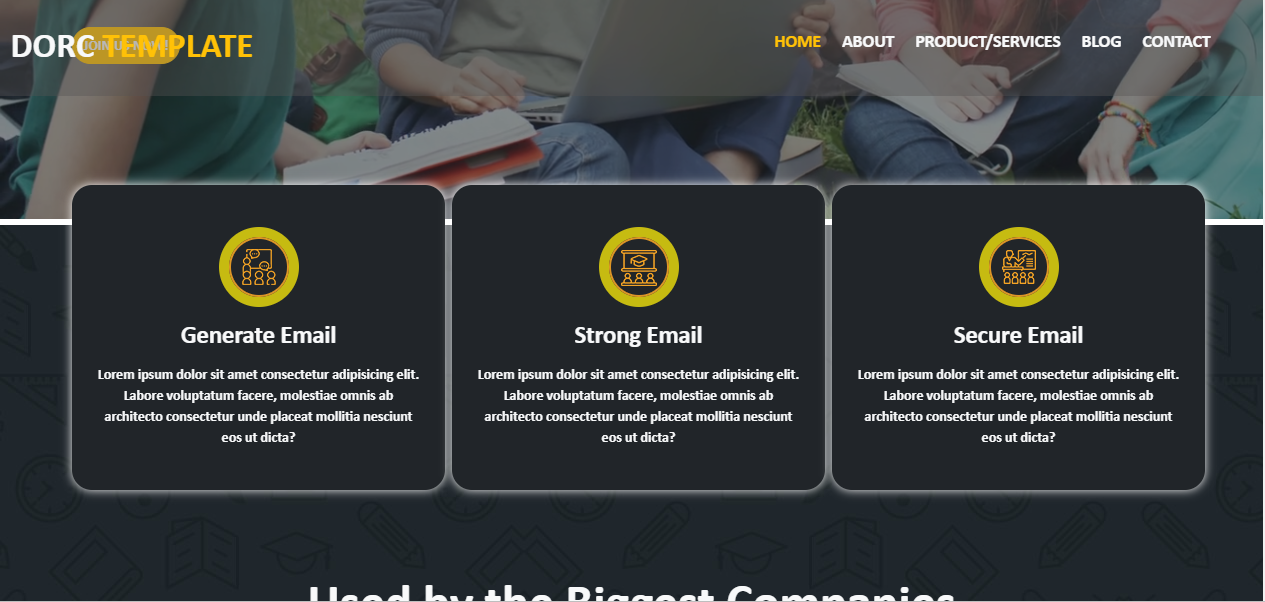 DORC TEMPLATE
JOIN US NOW!
HOME ABOUT PRODUCT/SERVICES BLOG CONTACT
Generate Email
Lorem ipsum dolor sit amet consectetur adipisicing elit.
Labore voluptatum facere, molestiae omnis ab
architecto consectetur unde placeat mollitia nesciunt
eos ut dicta?
Strong Email
Lorem ipsum dolor sit amet consectetur adipisicing elit.
Labore voluptatum facere, molestiae omnis ab
architecto consectetur unde placeat mollitia nesciunt
eos ut dicta?
Secure Email
Lorem ipsum dolor sit amet consectetur adipisicing elit.
Labore voluptatum facere, molestiae omnis ab
architecto consectetur unde placeat mollitia nesciunt
eos ut dicta?
Used by the Biggest Companies